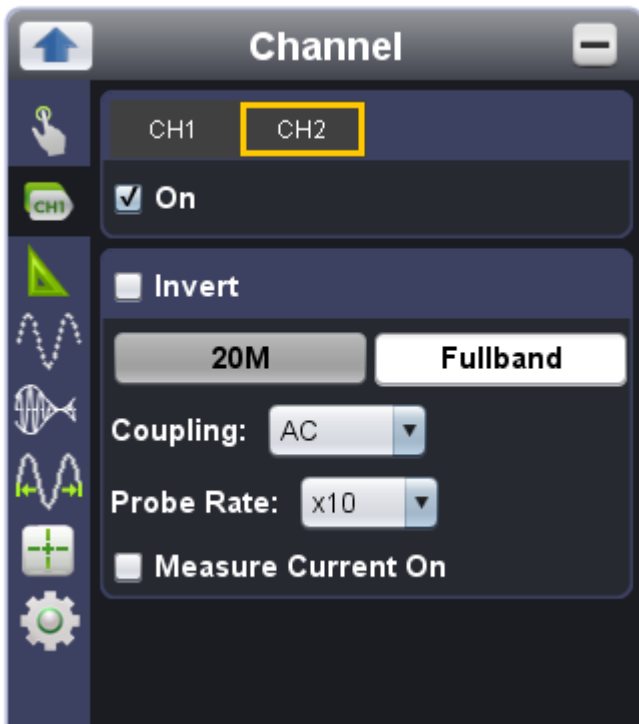 Channel
CH1 CH2
CH1
On
Invert
20M Fullband
Coupling: AC
Probe Rate: x10
Measure Current On